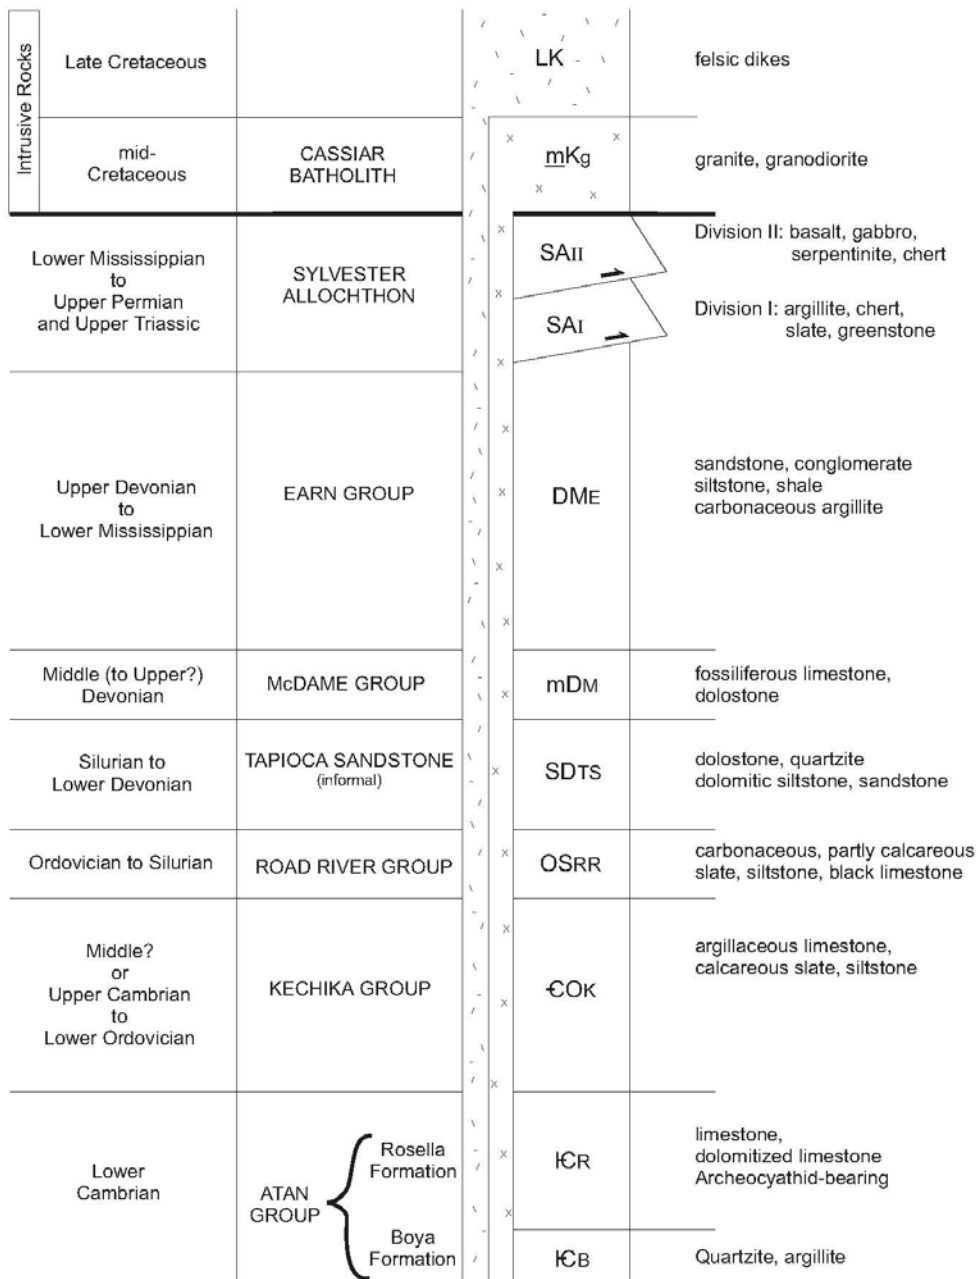 Intrusive Rocks
Late Cretaceous
LK
felsic dikes
mid-
Cretaceous
CASSIAR
BATHOLITH
mKg
granite, granodiorite
Lower Mississippian
to
Upper Permian
and Upper Triassic
SYLVESTER
ALLOCHTHON
SAII
Division II: basalt, gabbro,
serpentinite, chert
SAI
Division I: argillite, chert,
slate, greenstone
Upper Devonian
to
Lower Mississippian
EARN GROUP
DME
sandstone, conglomerate
siltstone, shale
carbonaceous argillite
Middle (to Upper?)
Devonian
McDAME GROUP
mDM
fossiliferous limestone,
dolostone
Silurian to
Lower Devonian
TAPIOCA SANDSTONE
(informal)
SDTS
dolostone, quartzite
dolomitic siltstone, sandstone
Ordovician to Silurian
ROAD RIVER GROUP
OSRR
carbonaceous, partly calcareous
slate, siltstone, black limestone
Middle?
or
Upper Cambrian
to
Lower Ordovician
KECHIKA GROUP
ЄOK
argillaceous limestone,
calcareous slate, siltstone
Lower
Cambrian
ATAN
GROUP
Rosella
Formation
lЄR
limestone,
dolomitized limestone
Archeocyathid-bearing
Boya
Formation
lЄB
Quartzite, argillite